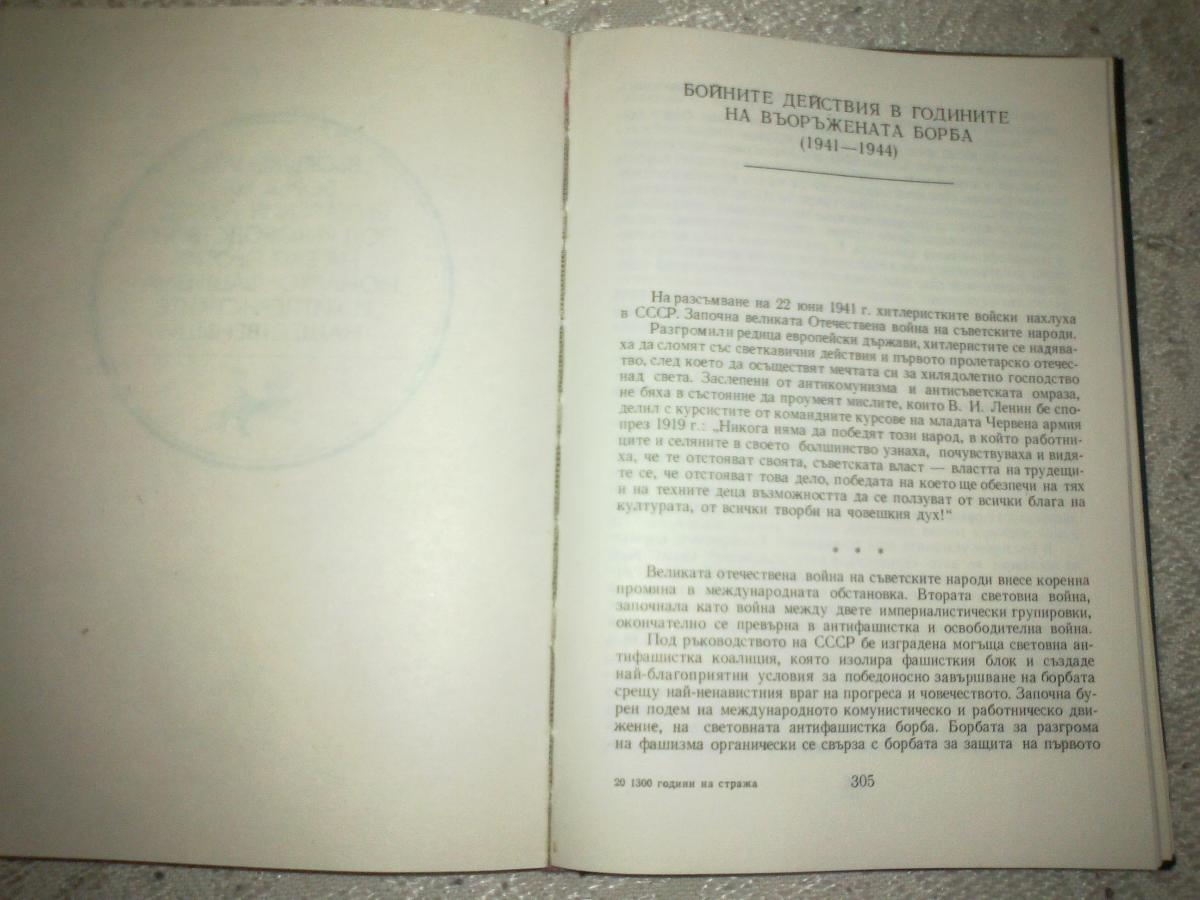 БОЙНИТЕ ДЕЙСТВИЯ В ГОДИНИТЕ
НА ВЪОРЪЖЕНАТА БОРБА
(1941—1944)
На разсъмване на 22 юни 1941 г. хитлеристките войски нахлуха
в СССР. Започна великата Отечествена война на съветските народи.
Разгромили редица европейски държави, хитлеристите се надява-
ха да сломят със светкавични действия и първото пролетарско отечес-
тво, след което да осъществят мечтата си за хилядолетно господство
над света. Заслепени от антикомунизма и антисъветската омраза,
не бяха в състояние да проумеят мислите, които В. И. Ленин бе спо-
делил с курсистите от командните курсове на младата Червена армия
през 1919 г.: „Никога няма да победят този народ, в който работни-
ците и селяните в своето болшинство узнаха, почувствуваха и видя-
ха, че те отстояват своята, съветската власт — властта на трудещи-
те се, че отстояват това дело, победата на което ще обезпечи на тях
и на техните деца възможността да се ползуват от всички блага на
културата, от всички творби на човешкия дух!“
* * *
Великата отечествена война на съветските народи внесе коренна
промяна в международната обстановка. Втората световна война,
започнала като война между двете империалистически групировки,
окончателно се превърна в антифашистка и освободителна война.
Под ръководството на СССР бе изградена могъща световна ан-
тифашистка коалиция, която изолира фашисткия блок и създаде
най-благоприятни условия за победоносно завършване на борбата
срещу най-ненавистния враг на прогреса и човечеството. Започна бу-
рен подем на международното комунистическо и работническо дви-
жение, на световната антифашистка борба. Борбата за разгрома
на фашизма органически се свърза с борбата за защита на първото
20 1300 години на стража 305